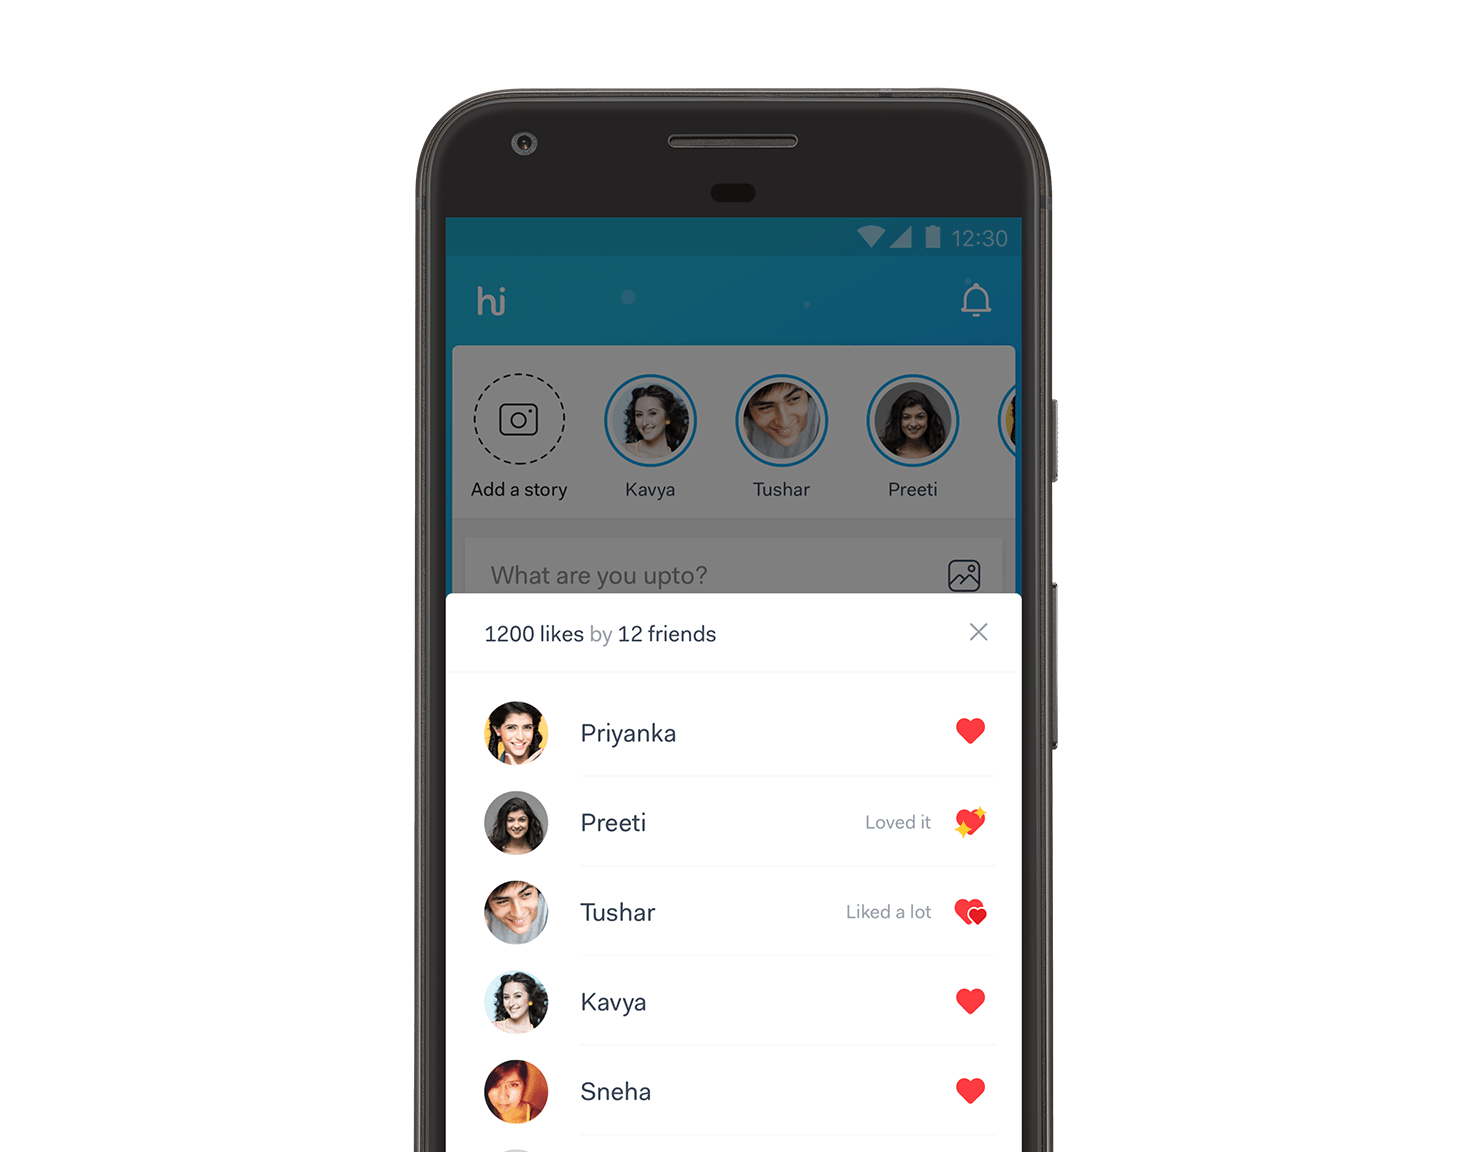 12:30
hi
Add a story
Kavya
Tushar
Preeti
What are you upto?
1200 likes by 12 friends
Priyanka
Preeti
Loved it
Tushar
Liked a lot
Kavya
Sneha